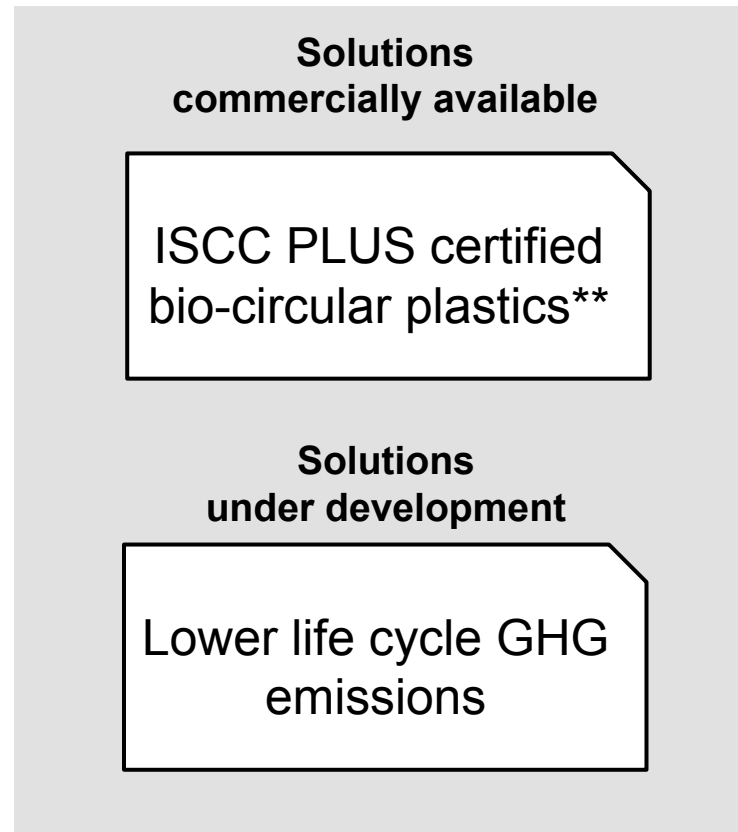 Solutions
commercially available
ISCC PLUS certified
bio-circular plastics**
Solutions
under development
Lower life cycle GHG
emissions